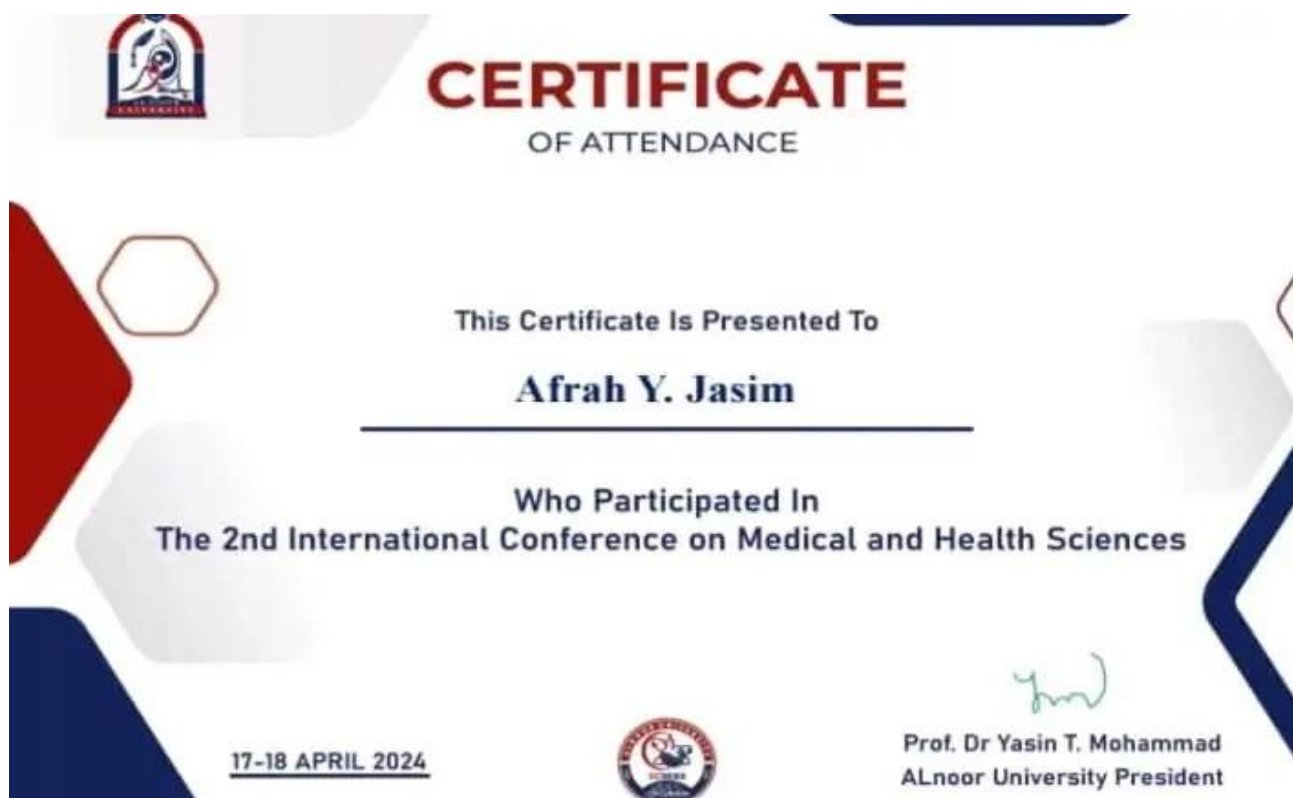 UNIVERSITY
CERTIFICATE
OF ATTENDANCE
This Certificate Is Presented To
Afrah Y. Jasim
Who Participated In
The 2nd International Conference on Medical and Health Sciences
17-18 APRIL 2024
Prof. Dr Yasin T. Mohammad
ALnoor University President